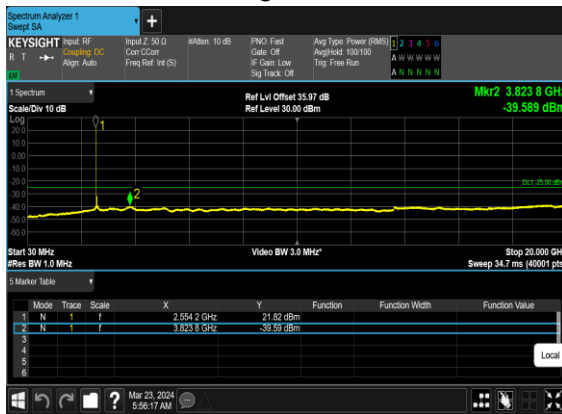 Spectrum Analyzer 1
Swept SA
KEYSIGHT Input: RF Input Z: 50 Ω #Atten: 10 dB PNO: Fast Avg Type: Power (RMS) 1 2 3 4 5 6
R T Coupling: DC Corr CCorr Gate: Off Avg|Hold: 100/100 A W W W W W
Align: Auto Freq Ref: Int (S) IF Gain: Low Trig: Free Run
LXI Sig Track: Off A N N N N N
1 Spectrum
Ref Lvl Offset 35.97 dB Mkr2 3.823 8 GHz
Scale/Div 10 dB Ref Level 30.00 dBm -39.589 dBm
Log
20.0
10.0
0.00
-10.0
-20.0
-30.0
-40.0
-50.0
-60.0
1
2
DL1 -25.00 dBm
Start 30 MHz Video BW 3.0 MHz* Stop 20.000 GH
#Res BW 1.0 MHz Sweep 34.7 ms (40001 pts
5 Marker Table
Mode Trace Scale X Y Function Function Width Function Value
1 N 1 f 2.554 2 GHz 21.82 dBm
2 N 1 f 3.823 8 GHz -39.59 dBm
3
4
5
6
Local
?
Mar 23, 2024
5:56:17 AM